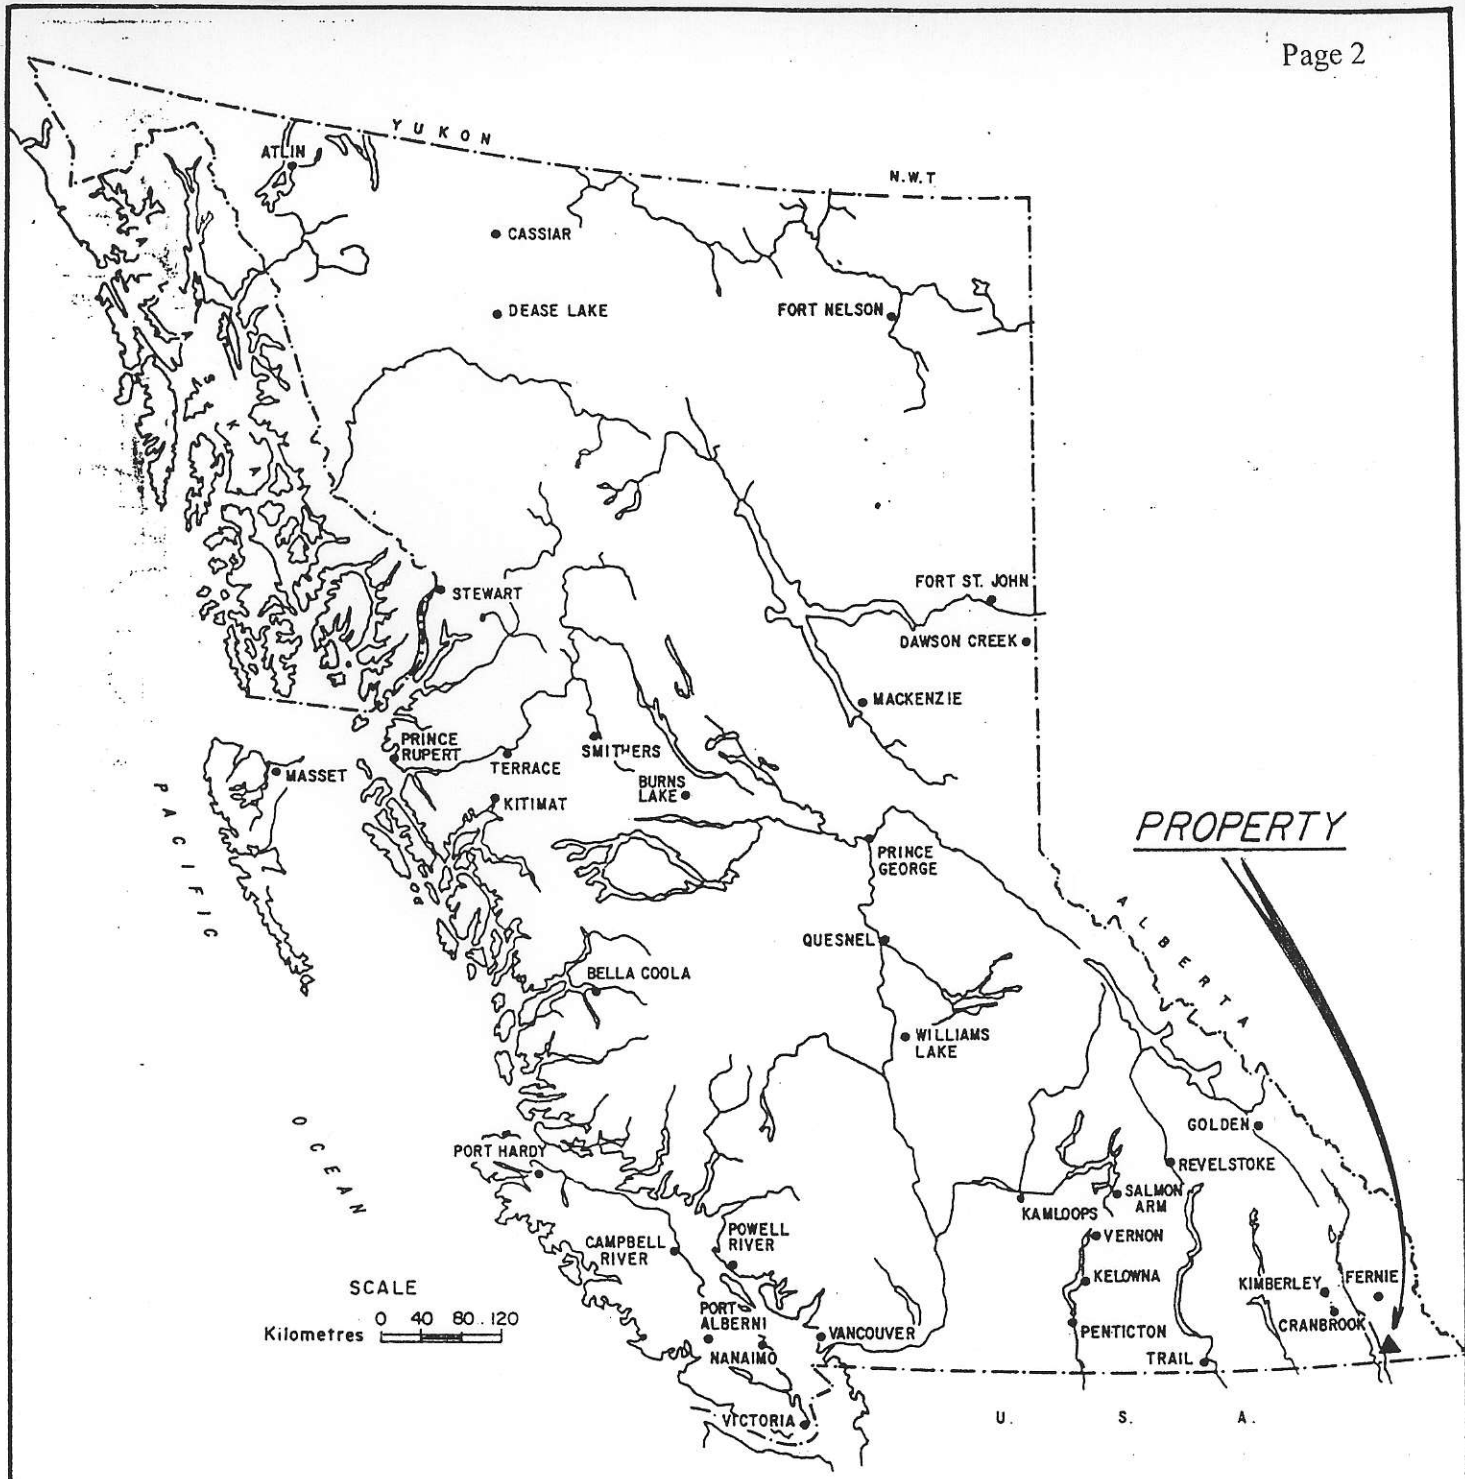 Page 2
YUKON
N.W.T
ATLIN
CASSIAR
DEASE LAKE
FORT NELSON
ALASKA
STEWART
FORT ST. JOHN
DAWSON CREEK
MACKENZIE
PRINCE
RUPERT
TERRACE
SMITHERS
MASSET
KITIMAT
BURNS
LAKE
PROPERTY
PRINCE
GEORGE
PACIFIC
ALBERTA
QUESNEL
BELLA COOLA
WILLIAMS
LAKE
OCEAN
GOLDEN
PORT HARDY
REVELSTOKE
SALMON
ARM
KAMLOOPS
CAMPBELL
RIVER
POWELL
RIVER
VERNON
KELOWNA
KIMBERLEY
FERNIE
SCALE
Kilometres 0 40 80 120
PORT
ALBERNI
VANCOUVER
PENTICTON
CRANBROOK
NANAIMO
TRAIL
VICTORIA
U. S. A.